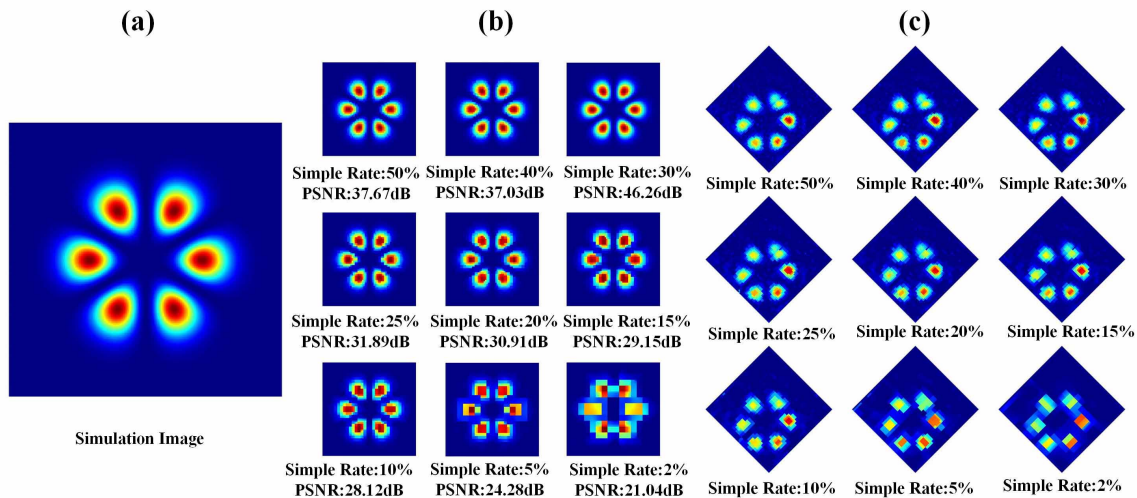 (a)
(b)
(c)
Simple Rate:50%
PSNR:37.67dB
Simple Rate:40%
PSNR:37.03dB
Simple Rate:30%
PSNR:46.26dB
Simple Rate:50%
Simple Rate:40%
Simple Rate:30%
Simple Rate:25%
PSNR:31.89dB
Simple Rate:20%
PSNR:30.91dB
Simple Rate:15%
PSNR:29.15dB
Simple Rate:25%
Simple Rate:20%
Simple Rate:15%
Simulation Image
Simple Rate:10%
PSNR:28.12dB
Simple Rate:5%
PSNR:24.28dB
Simple Rate:2%
PSNR:21.04dB
Simple Rate:10%
Simple Rate:5%
Simple Rate:2%